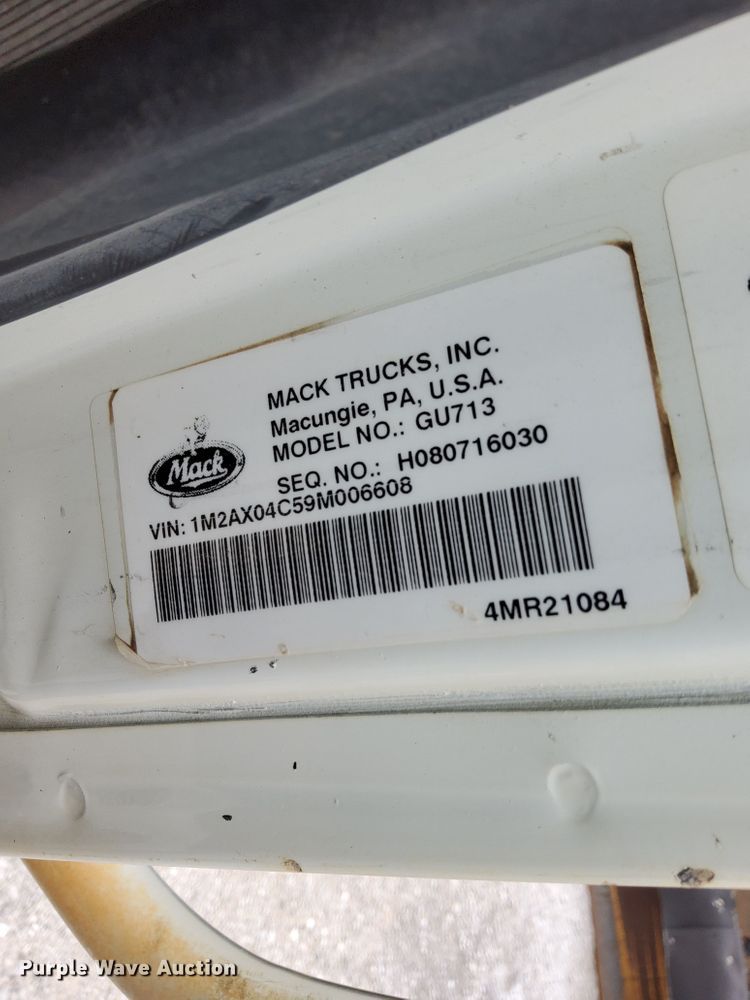 MACK TRUCKS, INC.
Macungie, PA, U.S.A.
MODEL NO.: GU713
SEQ. NO.: H080716030
Mack
VIN: 1M2AX04C59M006608
4MR21084
Purple Wave Auction